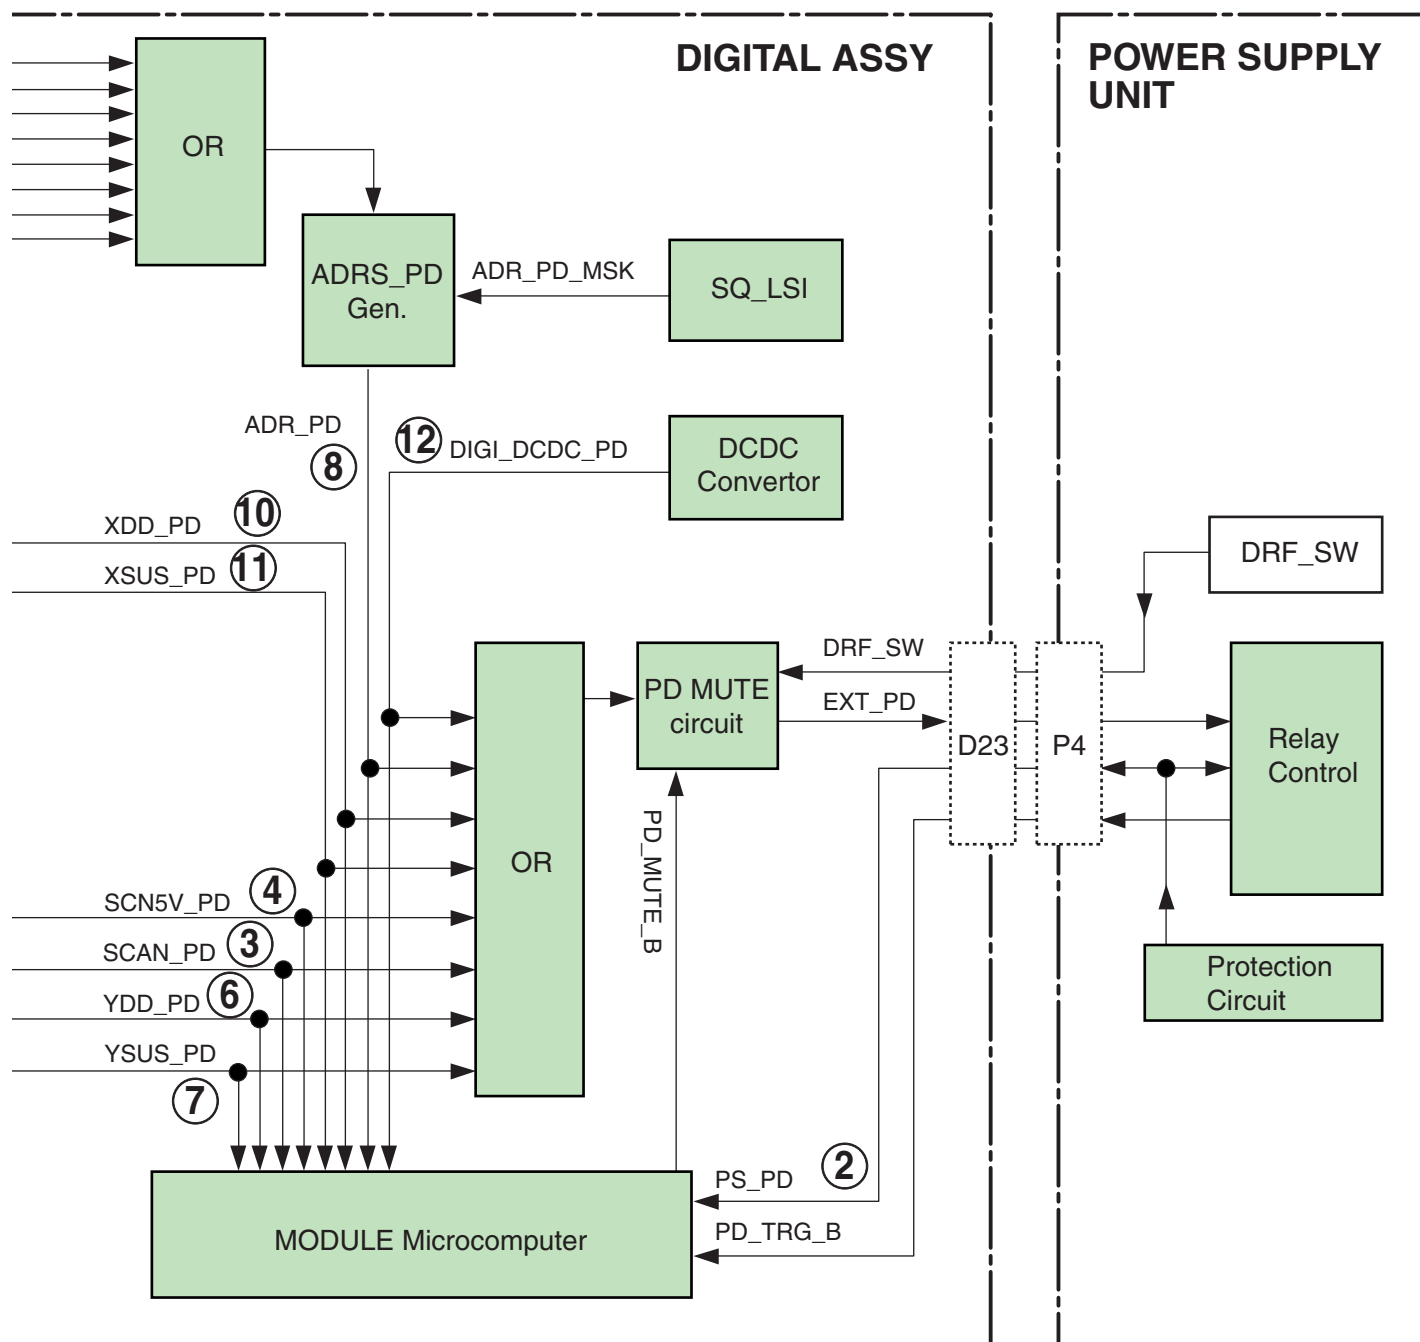 DIGITAL ASSY
POWER SUPPLY
UNIT
OR
ADRS_PD
Gen.
ADR_PD_MSK
SQ_LSI
ADR_PD
8
12
DIGI_DCDC_PD
DCDC
Convertor
XDD_PD
10
XSUS_PD
11
DRF_SW
DRF_SW
PD MUTE
circuit
EXT_PD
D23
P4
Relay
Control
OR
PD_MUTE_B
SCN5V_PD
4
SCAN_PD
3
YDD_PD
6
YSUS_PD
7
Protection
Circuit
PS_PD
2
PD_TRG_B
MODULE Microcomputer